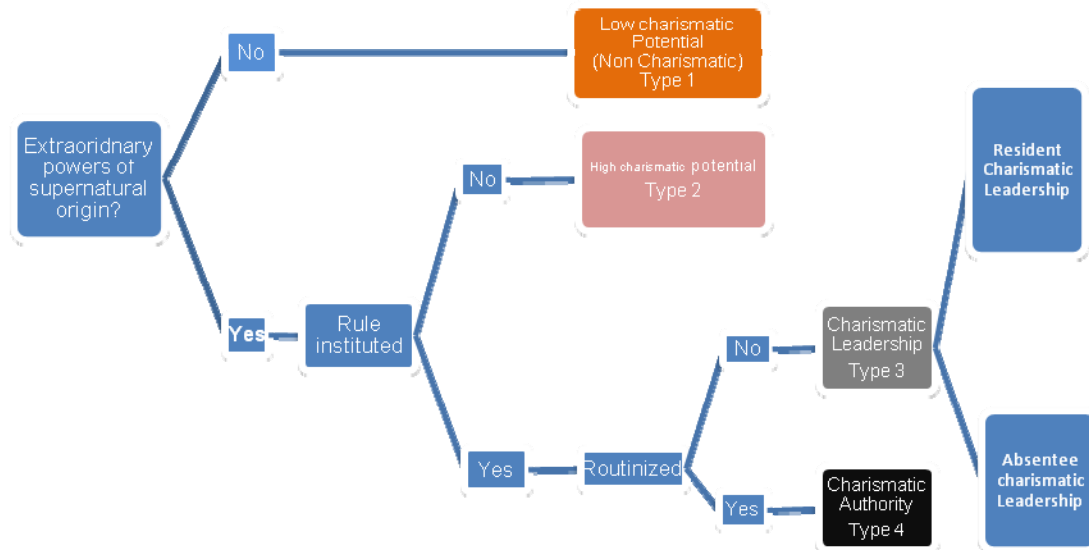 No
Low charismatic
Potential
(Non Charismatic)
Type 1
Extraoridnary
powers of
supernatural
origin?
No
High charismatic potential
Type 2
Resident
Charismatic
Leadership
Yes
Rule
instituted
No
Charismatic
Leadership
Type 3
Yes
Routinized
Yes
Charismatic
Authority
Type 4
Absentee
charismatic
Leadership